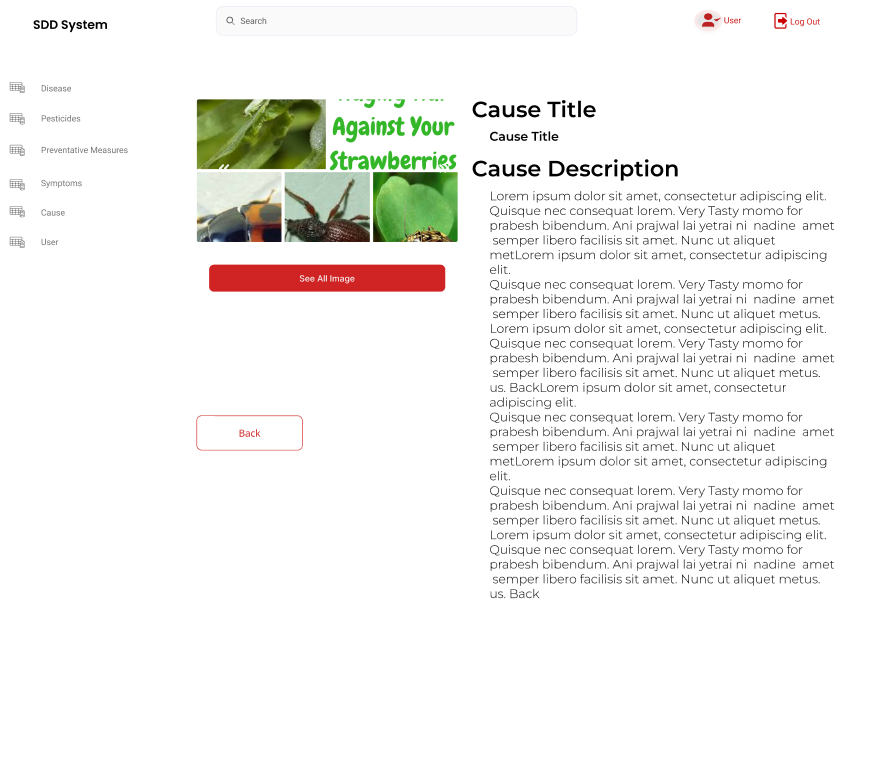 SDD System
Search
User
Log Out
Disease
Pesticides
Preventative Measures
Symptoms
Cause
User
Against Your
Strawberries
See All Image
Back
Cause Title
Cause Title
Cause Description
Lorem ipsum dolor sit amet, consectetur adipiscing elit.
Quisque nec consequat lorem. Very Tasty momo for
prabesh bibendum. Ani prajwal lai yetrai ni  nadine  amet
semper libero facilisis sit amet. Nunc ut aliquet
metLorem ipsum dolor sit amet, consectetur adipiscing
elit.
Quisque nec consequat lorem. Very Tasty momo for
prabesh bibendum. Ani prajwal lai yetrai ni  nadine  amet
semper libero facilisis sit amet. Nunc ut aliquet metus.
Lorem ipsum dolor sit amet, consectetur adipiscing elit.
Quisque nec consequat lorem. Very Tasty momo for
prabesh bibendum. Ani prajwal lai yetrai ni  nadine  amet
semper libero facilisis sit amet. Nunc ut aliquet metus.
us. BackLorem ipsum dolor sit amet, consectetur
adipiscing elit.
Quisque nec consequat lorem. Very Tasty momo for
prabesh bibendum. Ani prajwal lai yetrai ni  nadine  amet
semper libero facilisis sit amet. Nunc ut aliquet
metLorem ipsum dolor sit amet, consectetur adipiscing
elit.
Quisque nec consequat lorem. Very Tasty momo for
prabesh bibendum. Ani prajwal lai yetrai ni  nadine  amet
semper libero facilisis sit amet. Nunc ut aliquet metus.
Lorem ipsum dolor sit amet, consectetur adipiscing elit.
Quisque nec consequat lorem. Very Tasty momo for
prabesh bibendum. Ani prajwal lai yetrai ni  nadine  amet
semper libero facilisis sit amet. Nunc ut aliquet metus.
us. Back